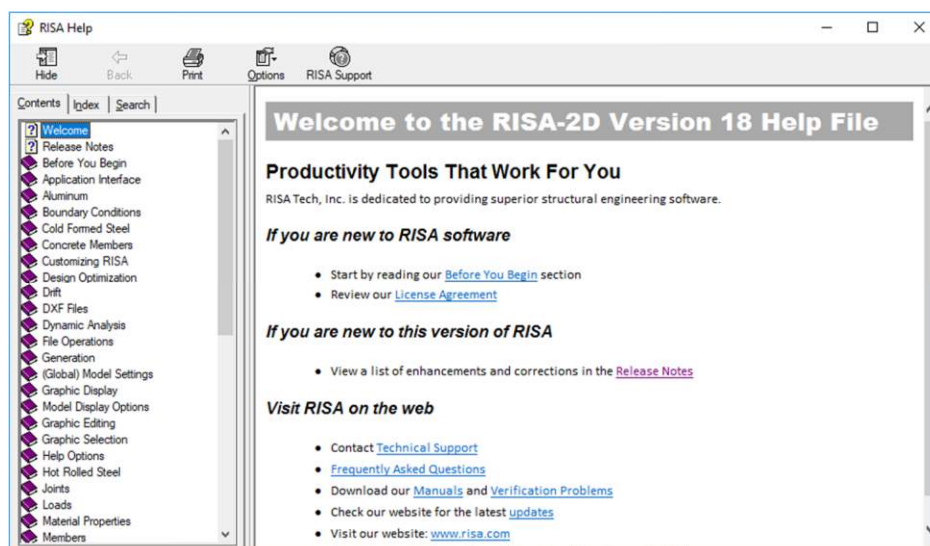 RISA Help
Hide
Back
Print
Options
RISA Support
Contents
Index
Search
Welcome
Release Notes
Before You Begin
Application Interface
Aluminum
Boundary Conditions
Cold Formed Steel
Concrete Members
Customizing RISA
Design Optimization
Drift
DXF Files
Dynamic Analysis
File Operations
Generation
(Global) Model Settings
Graphic Display
Model Display Options
Graphic Editing
Graphic Selection
Help Options
Hot Rolled Steel
Joints
Loads
Material Properties
Members
Welcome to the RISA-2D Version 18 Help File
Productivity Tools That Work For You
RISA Tech, Inc. is dedicated to providing superior structural engineering software.
If you are new to RISA software
• Start by reading our Before You Begin section
• Review our License Agreement
If you are new to this version of RISA
• View a list of enhancements and corrections in the Release Notes
Visit RISA on the web
• Contact Technical Support
• Frequently Asked Questions
• Download our Manuals and Verification Problems
• Check our website for the latest updates
• Visit our website: www.risa.com